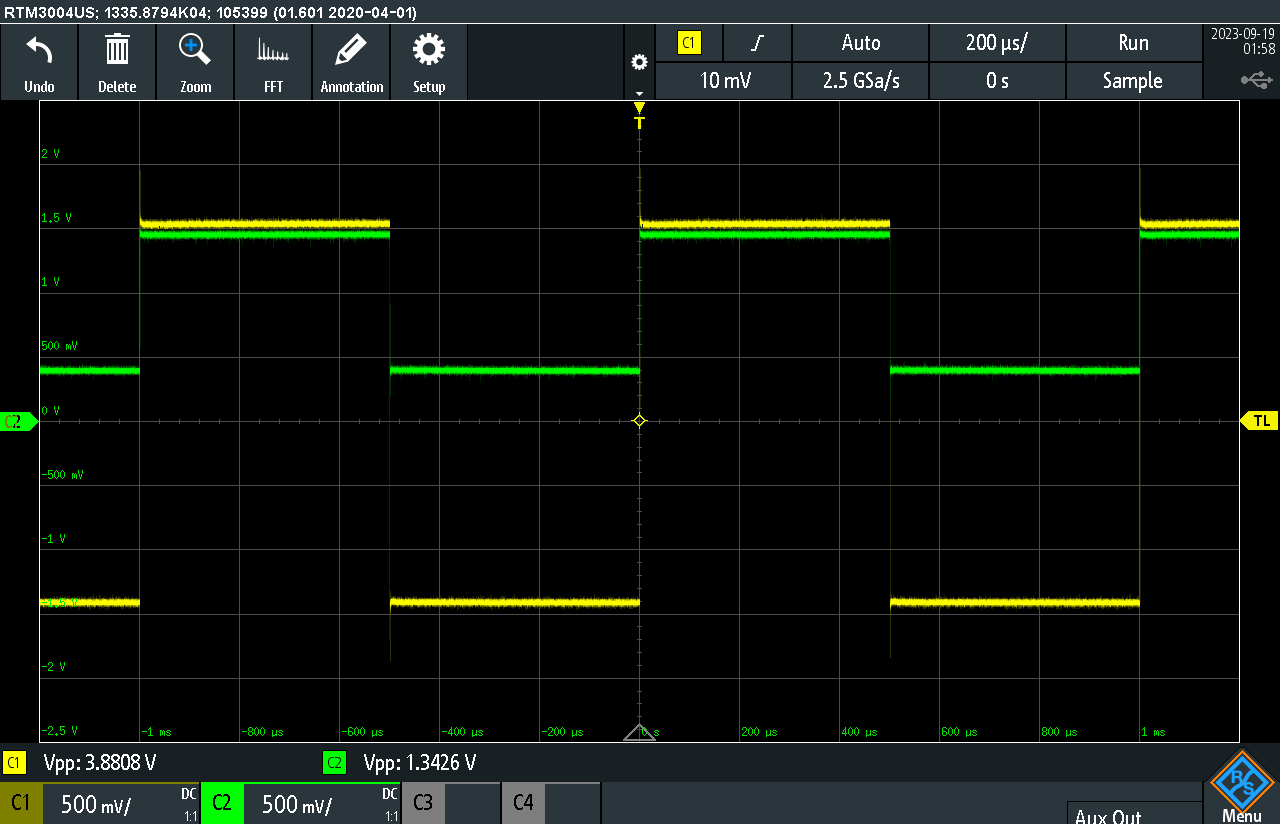 RTM3004US; 1335.8794K04; 105399 (01.601 2020-04-01)
Undo
Delete
Zoom
FFT
Annotation
Setup
C1
Auto
200 µs/
Run
10 mV
2.5 GSa/s
0 s
Sample
2023-09-19
01:58
T
2 V
1.5 V
1 V
500 mV
0 V
-500 mV
-1 V
-1.5 V
-2 V
-2.5 V
C2
TL
-1 ms
-800 µs
-600 µs
-400 µs
-200 µs
0 s
200 µs
400 µs
600 µs
800 µs
1 ms
C1 Vpp: 3.8808 V
C2 Vpp: 1.3426 V
C1 500 mV/ DC 1:1
C2 500 mV/ DC 1:1
C3
C4
Aux Out
R S
Menu